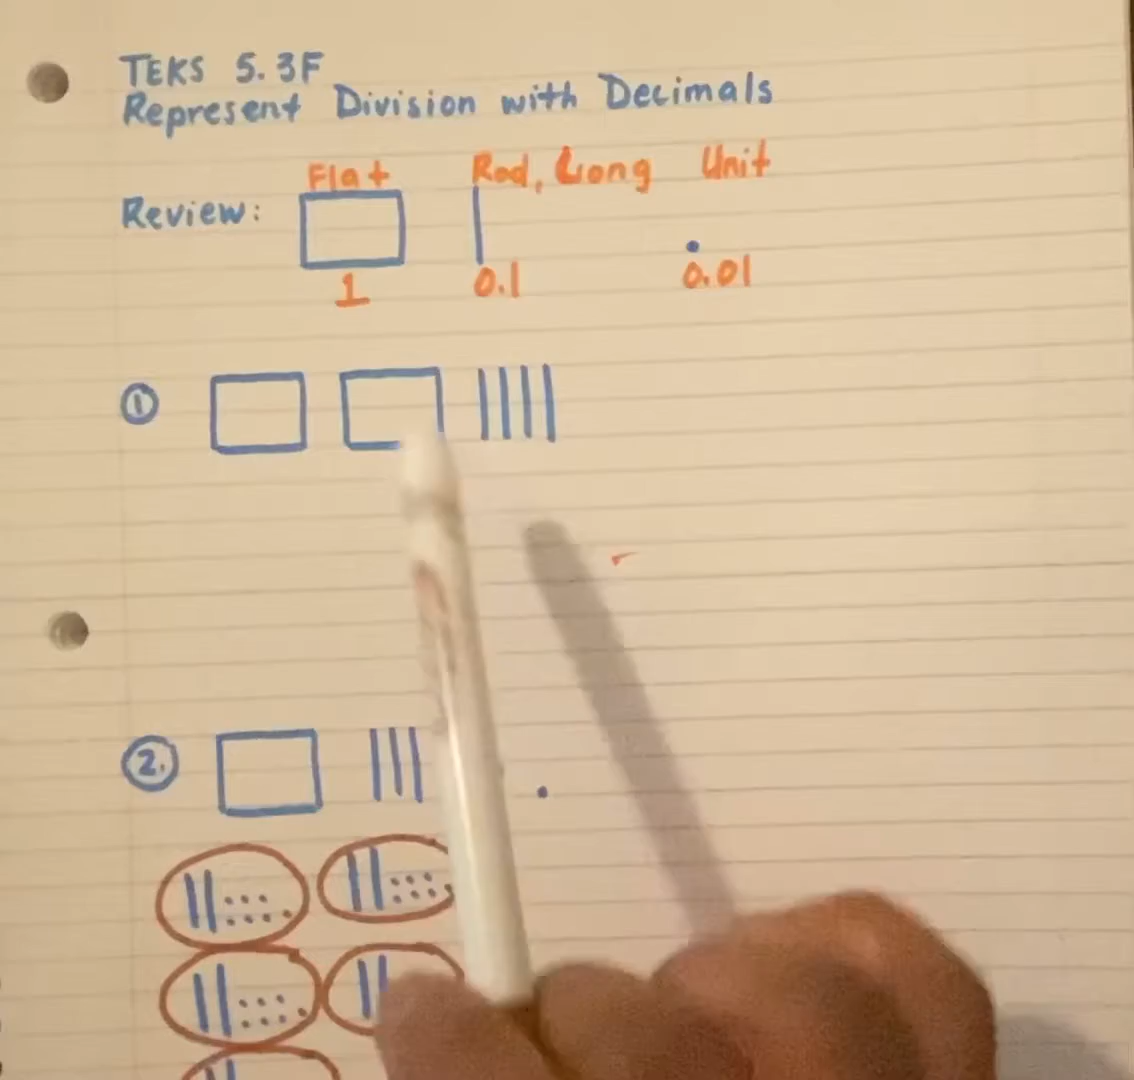 TEKS 5.3F
Represent Division with Decimals
Flat Rod, Long Unit
Review:
1 0.1 0.01
1
2.